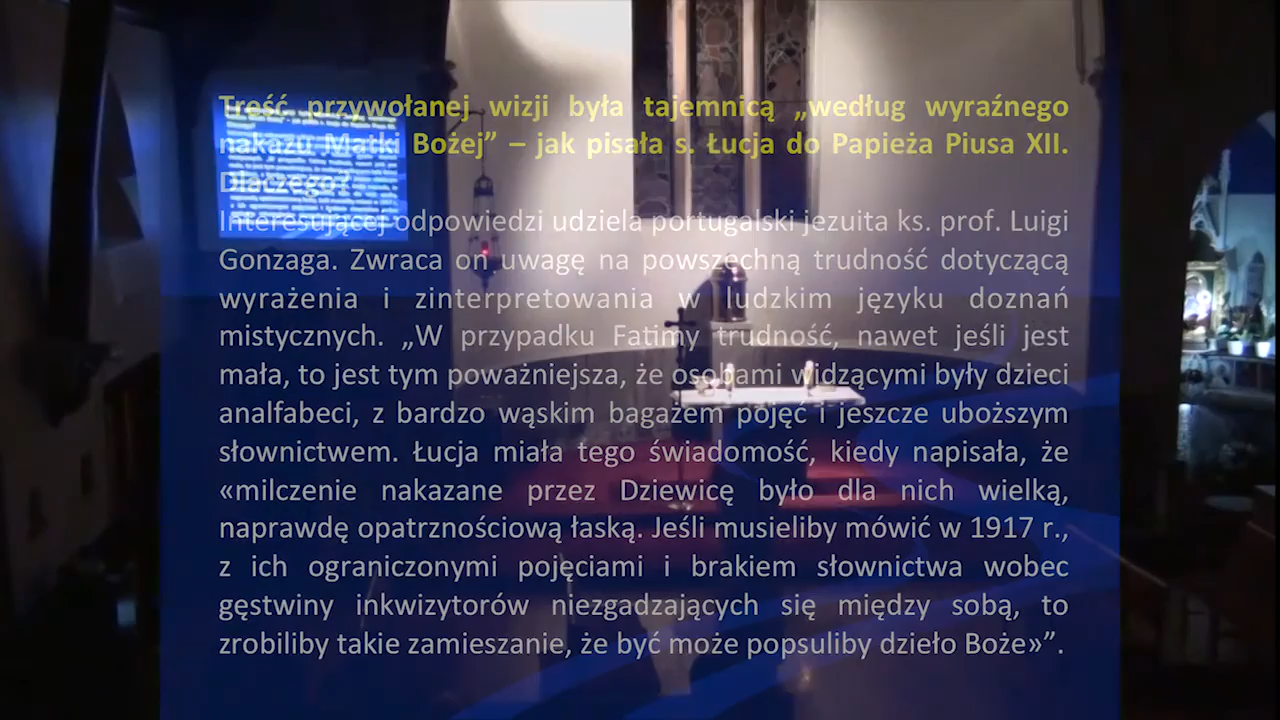 Treść przywołanej wizji była tajemnicą „według wyraźnego
nakazu Matki Bożej” – jak pisała s. Łucja do Papieża Piusa XII.
Dlaczego?
Interesującej odpowiedzi udziela portugalski jezuita ks. prof. Luigi
Gonzaga. Zwraca on uwagę na powszechną trudność dotyczącą
wyrażenia i zinterpretowania w ludzkim języku doznań
mistycznych. „W przypadku Fatimy trudność, nawet jeśli jest
mała, to jest tym poważniejsza, że osobami widzącymi były dzieci
analfabeci, z bardzo wąskim bagażem pojęć i jeszcze uboższym
słownictwem. Łucja miała tego świadomość, kiedy napisała, że
«milczenie nakazane przez Dziewicę było dla nich wielką,
naprawdę opatrznościową łaską. Jeśli musieliby mówić w 1917 r.,
z ich ograniczonymi pojęciami i brakiem słownictwa wobec
gęstwiny inkwizytorów niezgadzających się między sobą, to
zrobiliby takie zamieszanie, że być może popsuliby dzieło Boże»”.